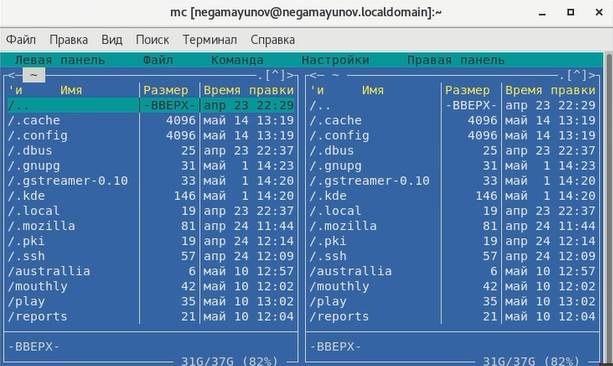 mc [negamayunov@negamayunov.localdomain]:~
Файл Правка Вид Поиск Терминал Справка
Левая панель Файл Команда Настройки Правая панель
<─ ~ .[^]> <─ ~ .[^]>
'и Имя Размер Время правки 'и Имя Размер Время правки
/.. -ВВЕРХ- апр 23 22:29 /.. -ВВЕРХ- апр 23 22:29
/.cache 4096 май 14 13:19 /.cache 4096 май 14 13:19
/.config 4096 май 14 13:19 /.config 4096 май 14 13:19
/.dbus 25 апр 23 22:37 /.dbus 25 апр 23 22:37
/.gnupg 31 май 1 14:23 /.gnupg 31 май 1 14:23
/.gstreamer-0.10 33 май 1 14:20 /.gstreamer-0.10 33 май 1 14:20
/.kde 146 май 1 14:20 /.kde 146 май 1 14:20
/.local 19 апр 23 22:37 /.local 19 апр 23 22:37
/.mozilla 81 апр 24 11:44 /.mozilla 81 апр 24 11:44
/.pki 19 апр 24 12:14 /.pki 19 апр 24 12:14
/.ssh 57 апр 24 12:09 /.ssh 57 апр 24 12:09
/australlia 6 май 10 12:57 /australlia 6 май 10 12:57
/mouthly 42 май 10 12:02 /mouthly 42 май 10 12:02
/play 35 май 10 13:02 /play 35 май 10 13:02
/reports 21 май 10 12:04 /reports 21 май 10 12:04
-ВВЕРХ- -ВВЕРХ-
31G/37G (82%) 31G/37G (82%)